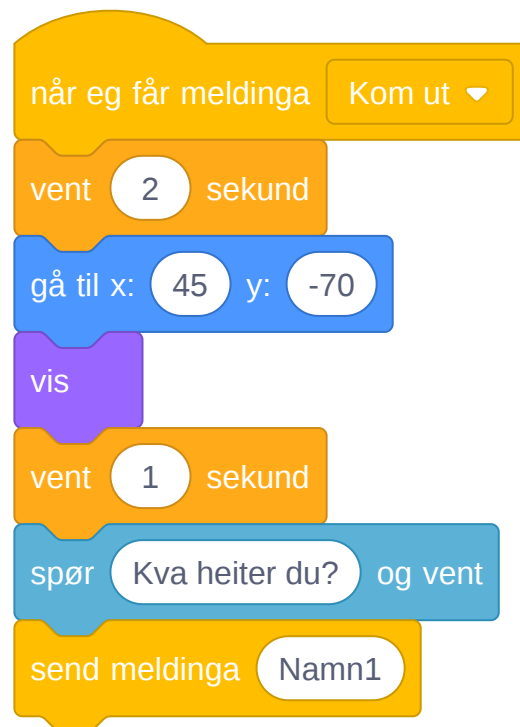 når eg får meldinga Kom ut
vent 2 sekund
gå til x: 45 y: -70
vis
vent 1 sekund
spør Kva heiter du? og vent
send meldinga Namn1